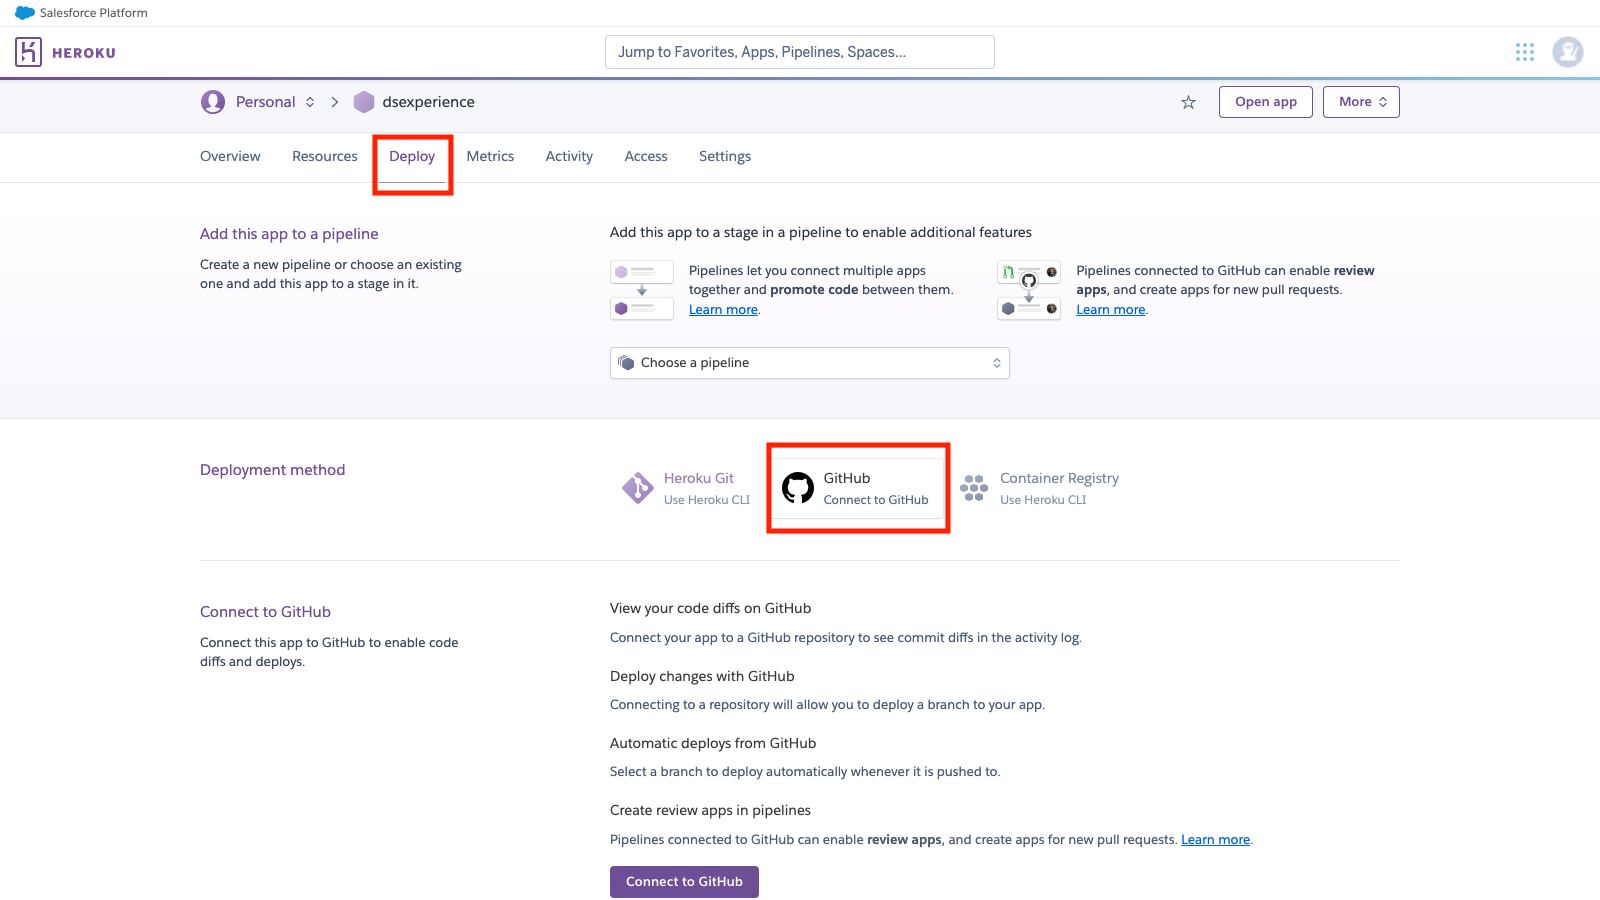 Salesforce Platform
HEROKU
Jump to Favorites, Apps, Pipelines, Spaces...
Personal
dsexperience
Open app
More
Overview
Resources
Deploy
Metrics
Activity
Access
Settings
Add this app to a pipeline
Create a new pipeline or choose an existing
one and add this app to a stage in it.
Add this app to a stage in a pipeline to enable additional features
Pipelines let you connect multiple apps
together and promote code between them.
Learn more.
Pipelines connected to GitHub can enable review
apps, and create apps for new pull requests.
Learn more.
Choose a pipeline
Deployment method
Heroku Git
Use Heroku CLI
GitHub
Connect to GitHub
Container Registry
Use Heroku CLI
Connect to GitHub
Connect this app to GitHub to enable code
diffs and deploys.
View your code diffs on GitHub
Connect your app to a GitHub repository to see commit diffs in the activity log.
Deploy changes with GitHub
Connecting to a repository will allow you to deploy a branch to your app.
Automatic deploys from GitHub
Select a branch to deploy automatically whenever it is pushed to.
Create review apps in pipelines
Pipelines connected to GitHub can enable review apps, and create apps for new pull requests. Learn more.
Connect to GitHub